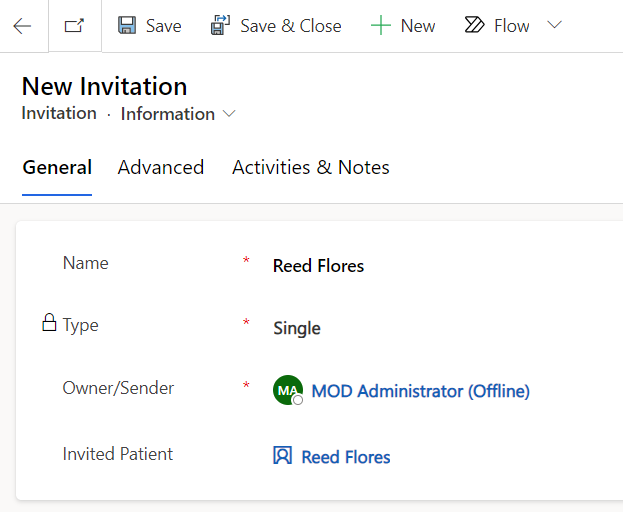 Save Save & Close New Flow
New Invitation
Invitation · Information
General Advanced Activities & Notes
Name * Reed Flores
Type * Single
Owner/Sender * MA MOD Administrator (Offline)
Invited Patient Reed Flores